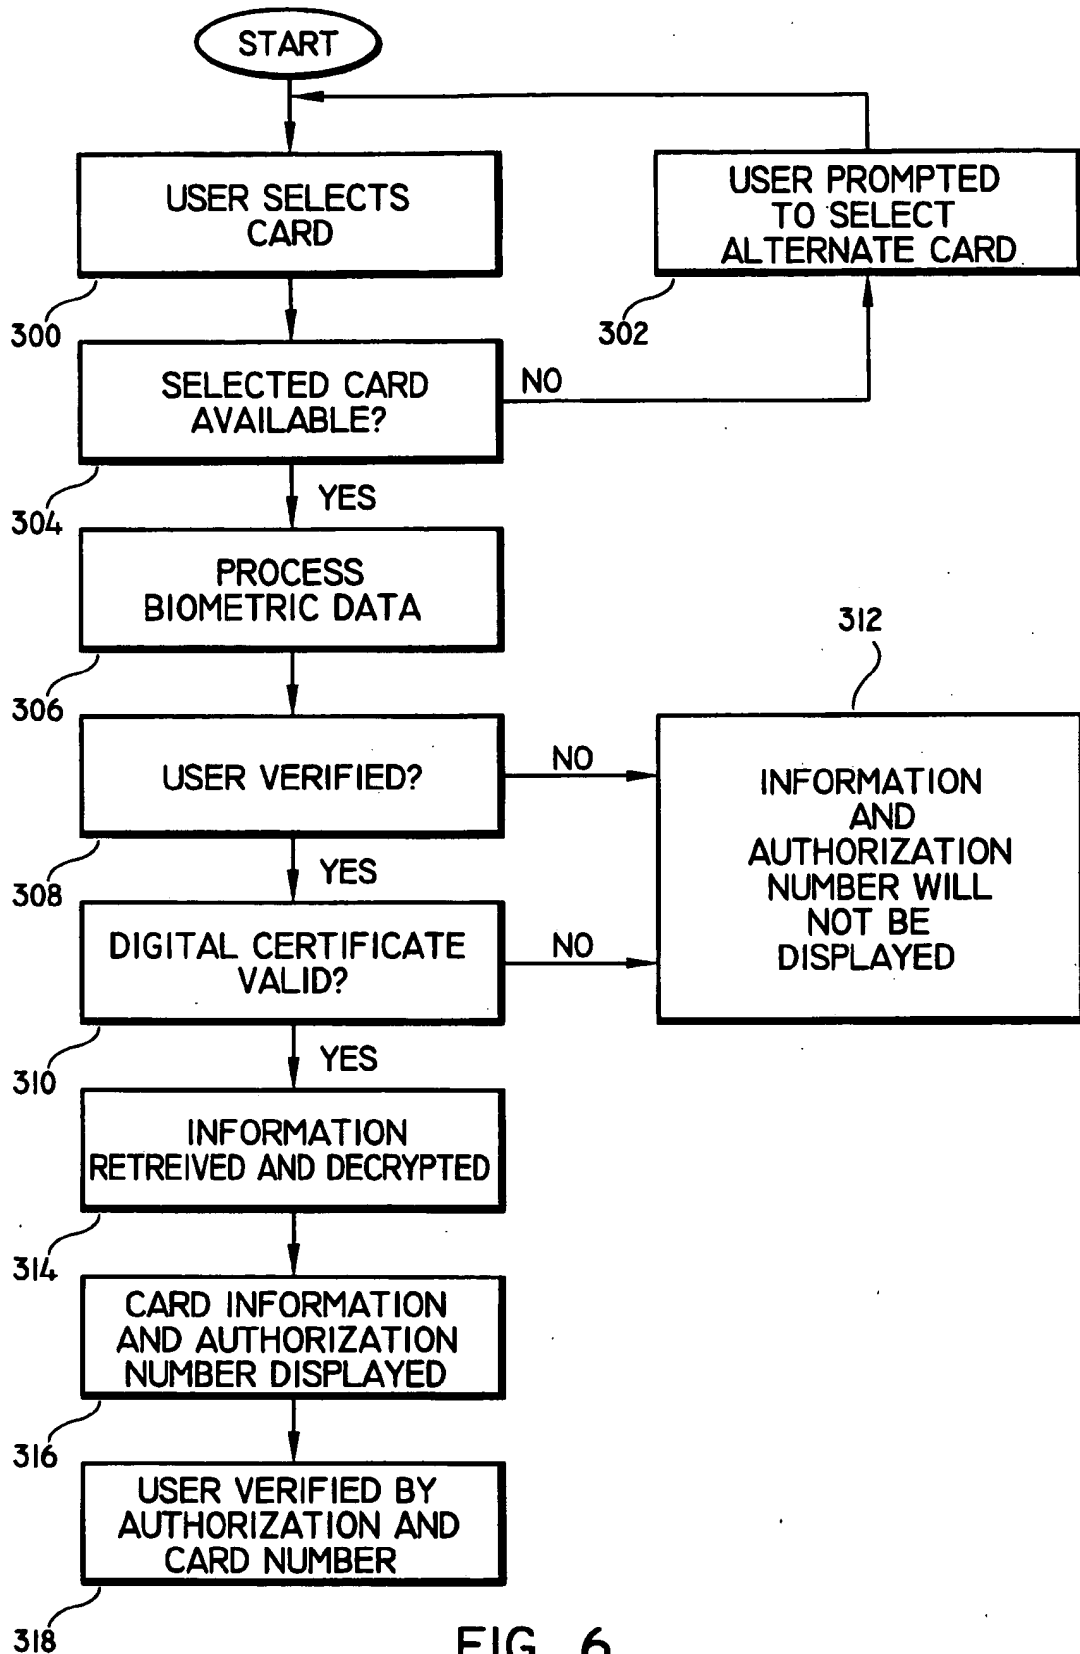 START
USER SELECTS
CARD
300
USER PROMPTED
TO SELECT
ALTERNATE CARD
302
SELECTED CARD
AVAILABLE?
NO
304
YES
PROCESS
BIOMETRIC DATA
306
312
USER VERIFIED?
NO
308
YES
INFORMATION
AND
AUTHORIZATION
NUMBER WILL
NOT BE
DISPLAYED
DIGITAL CERTIFICATE
VALID?
NO
310
YES
INFORMATION
RETREIVED AND DECRYPTED
314
CARD INFORMATION
AND AUTHORIZATION
NUMBER DISPLAYED
316
USER VERIFIED BY
AUTHORIZATION AND
CARD NUMBER
318
FIG. 6